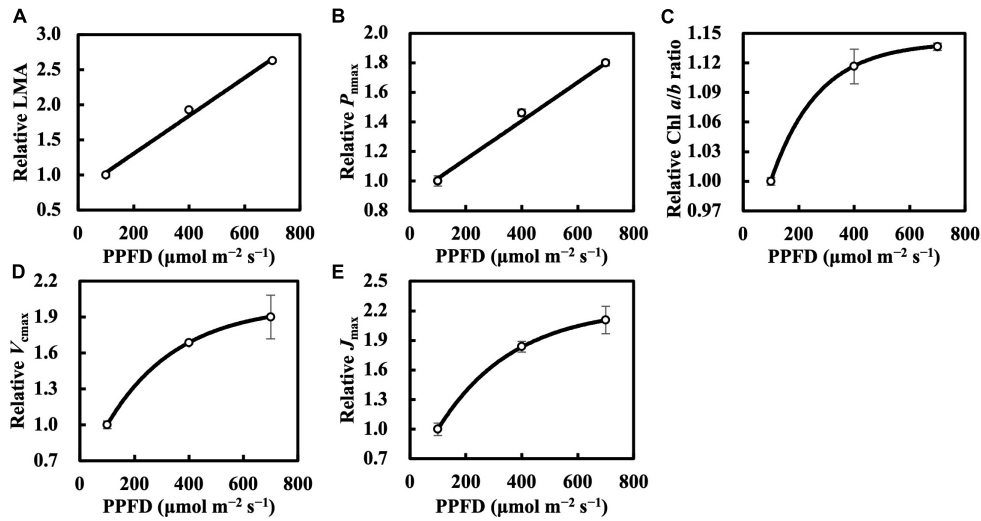 A
Relative LMA
3.0
2.5
2.0
1.5
1.0
0.5
0 200 400 600 800
PPFD (μmol m⁻² s⁻¹)
B
Relative Pnmax
2.0
1.8
1.6
1.4
1.2
1.0
0.8
0 200 400 600 800
PPFD (μmol m⁻² s⁻¹)
C
Relative Chl a/b ratio
1.15
1.12
1.09
1.06
1.03
1.00
0.97
0 200 400 600 800
PPFD (μmol m⁻² s⁻¹)
D
Relative Vcmax
2.2
1.9
1.6
1.3
1.0
0.7
0 200 400 600 800
PPFD (μmol m⁻² s⁻¹)
E
Relative Jmax
2.5
2.2
1.9
1.6
1.3
1.0
0.7
0 200 400 600 800
PPFD (μmol m⁻² s⁻¹)